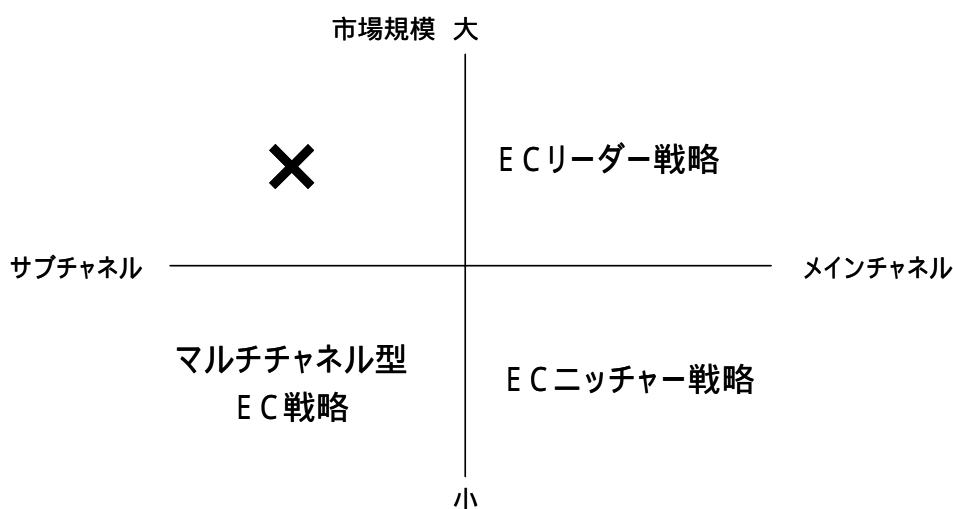 市場規模 大
×
ECリーダー戦略
サブチャネル
メインチャネル
マルチチャネル型
EC戦略
ECニッチャー戦略
小